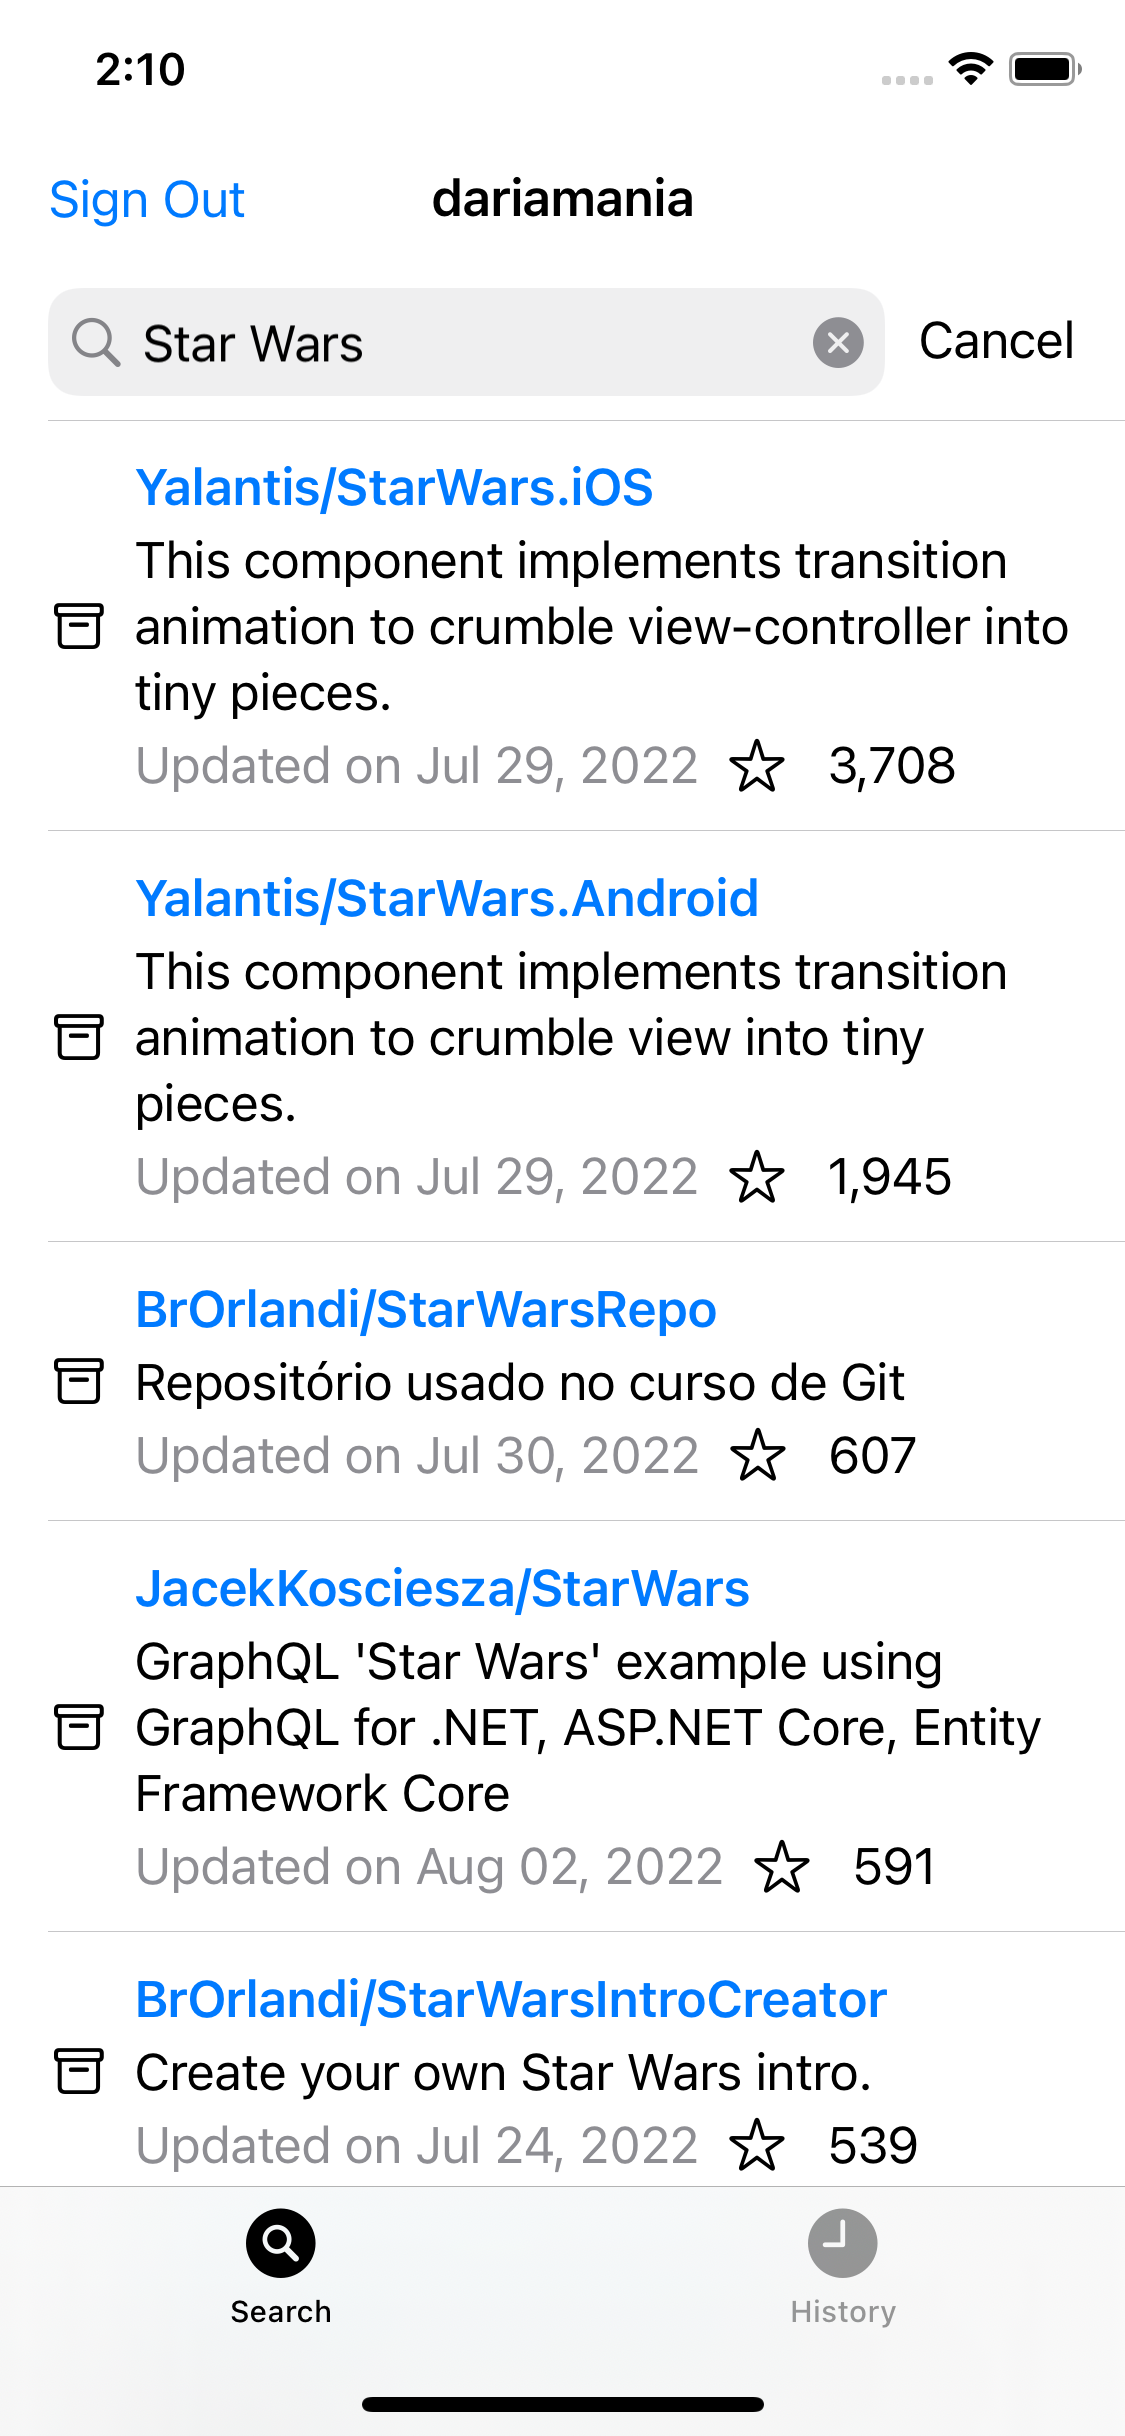 2:10
Sign Out dariamania
Star Wars Cancel
Yalantis/StarWars.iOS
This component implements transition
animation to crumble view-controller into
tiny pieces.
Updated on Jul 29, 2022 3,708
Yalantis/StarWars.Android
This component implements transition
animation to crumble view into tiny
pieces.
Updated on Jul 29, 2022 1,945
BrOrlandi/StarWarsRepo
Repositório usado no curso de Git
Updated on Jul 30, 2022 607
JacekKosciesza/StarWars
GraphQL 'Star Wars' example using
GraphQL for .NET, ASP.NET Core, Entity
Framework Core
Updated on Aug 02, 2022 591
BrOrlandi/StarWarsIntroCreator
Create your own Star Wars intro.
Updated on Jul 24, 2022 539
Search History